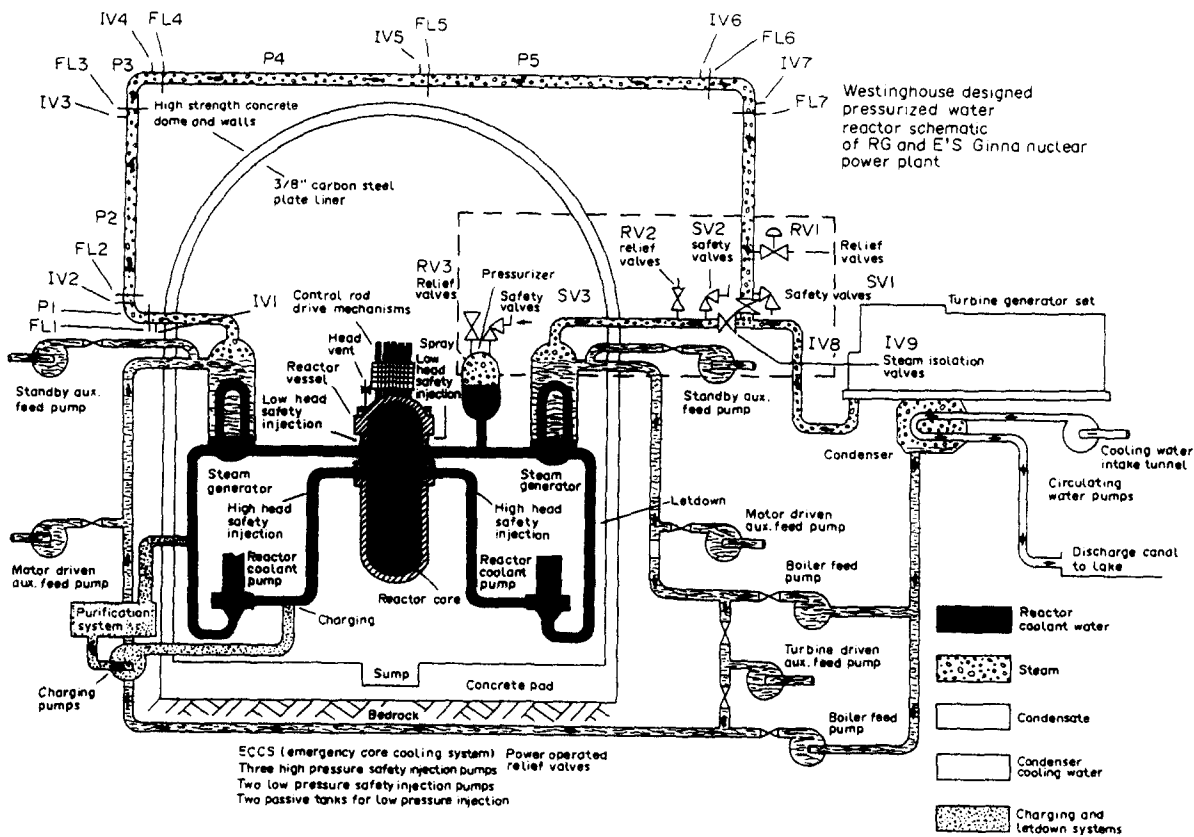 IV4
FL4
IV5
FL5
IV6
FL6
P3
P4
P5
IV7
FL3
IV3
FL7
High strength concrete
dome and walls
Westinghouse designed
pressurized water
reactor schematic
of RG and E'S Ginna nuclear
power plant
3/8" carbon steel
plate liner
P2
FL2
IV2
P1
FL1
IV1
RV3
Relief
valves
Pressurizer
Safety
valves
SV3
RV2
relief
valves
SV2
safety
valves
RV1
Relief
valves
Safety valves
SV1
Turbine generator set
IV8
IV9
Steam isolation
valves
Control rod
drive mechanisms
Head
vent
Reactor
vessel
Low head
safety
injection
Spray
Low
head
safety
injection
Standby aux.
feed pump
Standby aux.
feed pump
Condenser
Cooling water
intake tunnel
Circulating
water pumps
Steam
generator
Steam
generator
High head
safety
injection
High head
safety
injection
Letdown
Motor driven
aux. feed pump
Motor driven
aux. feed pump
Discharge canal
to lake
Reactor
coolant
pump
Reactor
coolant
pump
Reactor core
Boiler feed
pump
Purification
system
Charging
Charging
pumps
Turbine driven
aux. feed pump
Sump
Concrete pad
Bedrock
Boiler feed
pump
ECCS (emergency core cooling system)
Three high pressure safety injection pumps
Two low pressure safety injection pumps
Two passive tanks for low pressure injection
Power operated
relief valves
Reactor
coolant water
Steam
Condensate
Condenser
cooling water
Charging and
letdown systems